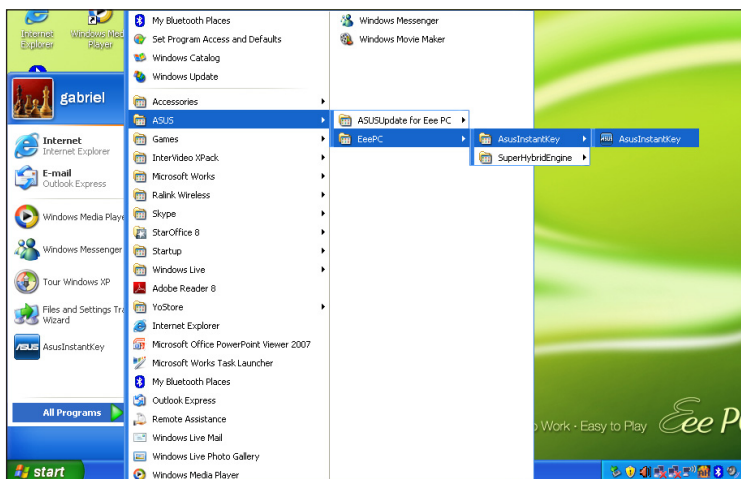 Internet
Explorer
Windows Med
Player
gabriel
Internet
Internet Explorer
E-mail
Outlook Express
Windows Media Playe
Windows Messenger
Tour Windows XP
Files and Settings Tra
Wizard
AsusInstantKey
All Programs
start
My Bluetooth Places
Set Program Access and Defaults
Windows Catalog
Windows Update
Accessories
ASUS
Games
InterVideo XPack
Microsoft Works
Ralink Wireless
Skype
StarOffice 8
Startup
Windows Live
Adobe Reader 8
YoStore
Internet Explorer
Microsoft Office PowerPoint Viewer 2007
Microsoft Works Task Launcher
My Bluetooth Places
Outlook Express
Remote Assistance
Windows Live Mail
Windows Live Photo Gallery
Windows Media Player
Windows Messenger
Windows Movie Maker
ASUSUpdate for Eee PC
EeePC
AsusInstantKey
SuperHybridEngine
AsusInstantKey
Work · Easy to Play
Eee P